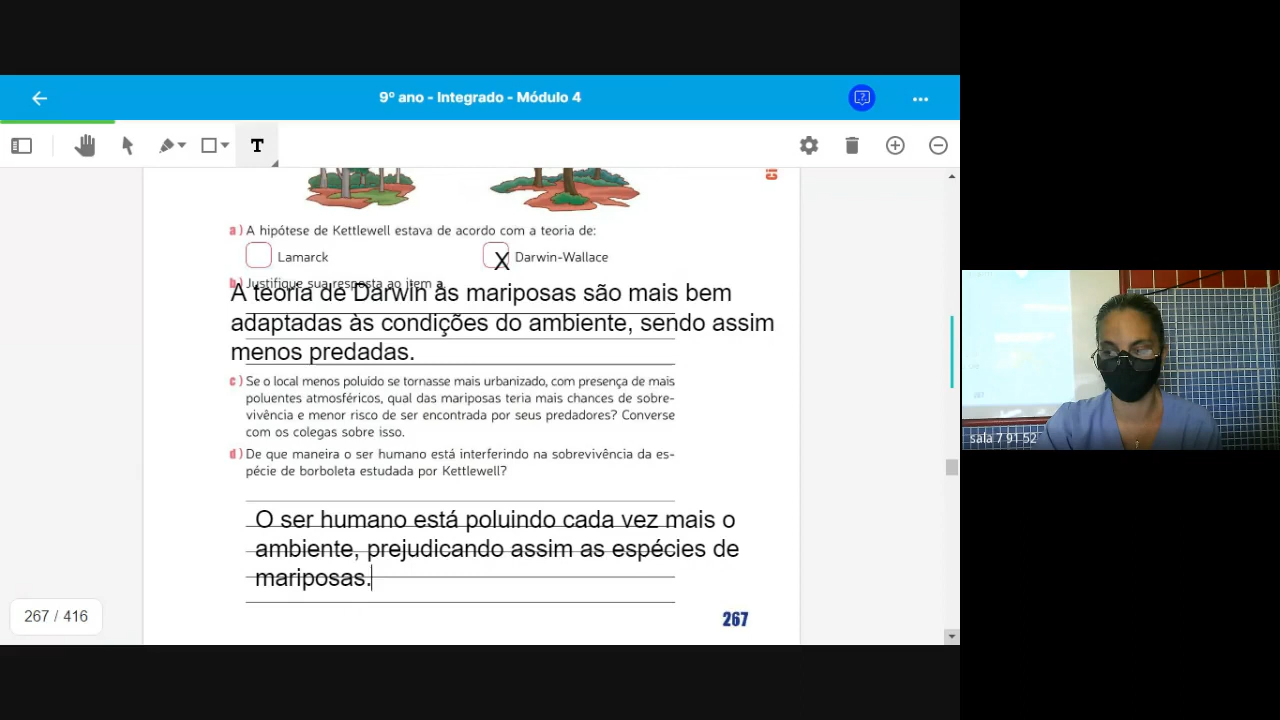 9º ano - Integrado - Módulo 4
T
a) A hipótese de Kettlewell estava de acordo com a teoria de:
Lamarck
X Darwin-Wallace
b) Justifique sua resposta ao item a.
A teoria de Darwin às mariposas são mais bem
adaptadas às condições do ambiente, sendo assim
menos predadas.
c) Se o local menos poluído se tornasse mais urbanizado, com presença de mais
poluentes atmosféricos, qual das mariposas teria mais chances de sobre-
vivência e menor risco de ser encontrada por seus predadores? Converse
com os colegas sobre isso.
d) De que maneira o ser humano está interferindo na sobrevivência da es-
pécie de borboleta estudada por Kettlewell?
O ser humano está poluindo cada vez mais o
ambiente, prejudicando assim as espécies de
mariposas.
267 / 416
267
sala 7 91 52